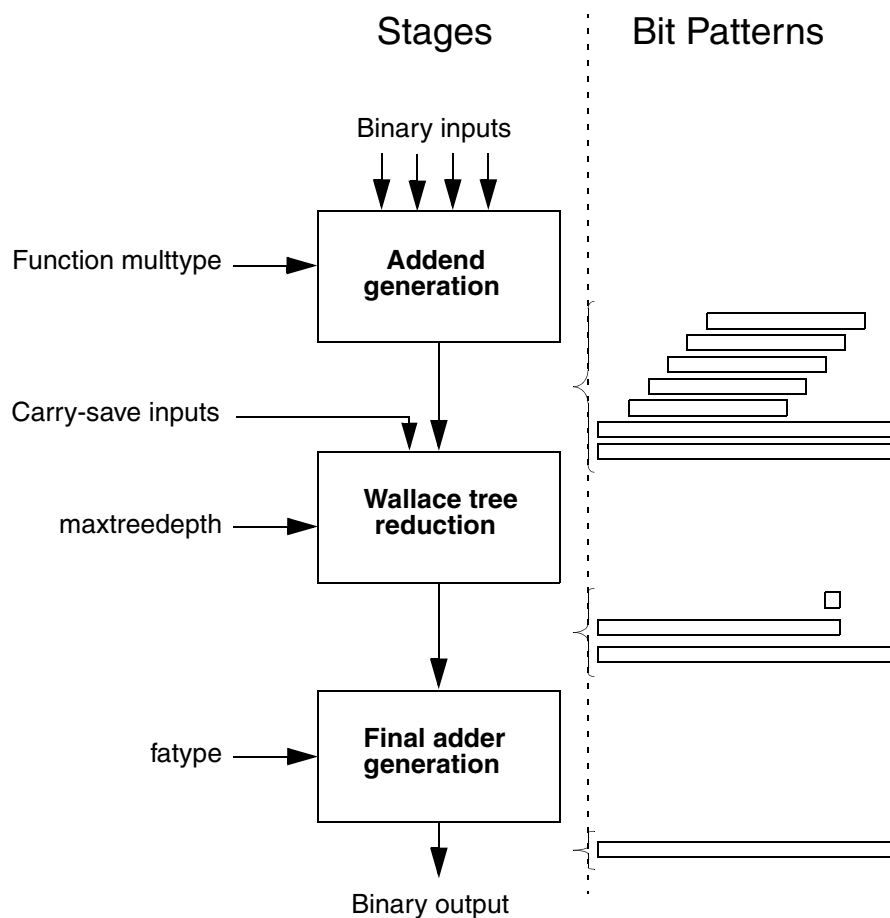 Stages
Bit Patterns
Binary inputs
Function multtype
Addend
generation
Carry-save inputs
Wallace tree
reduction
maxtreedepth
Final adder
generation
fatype
Binary output